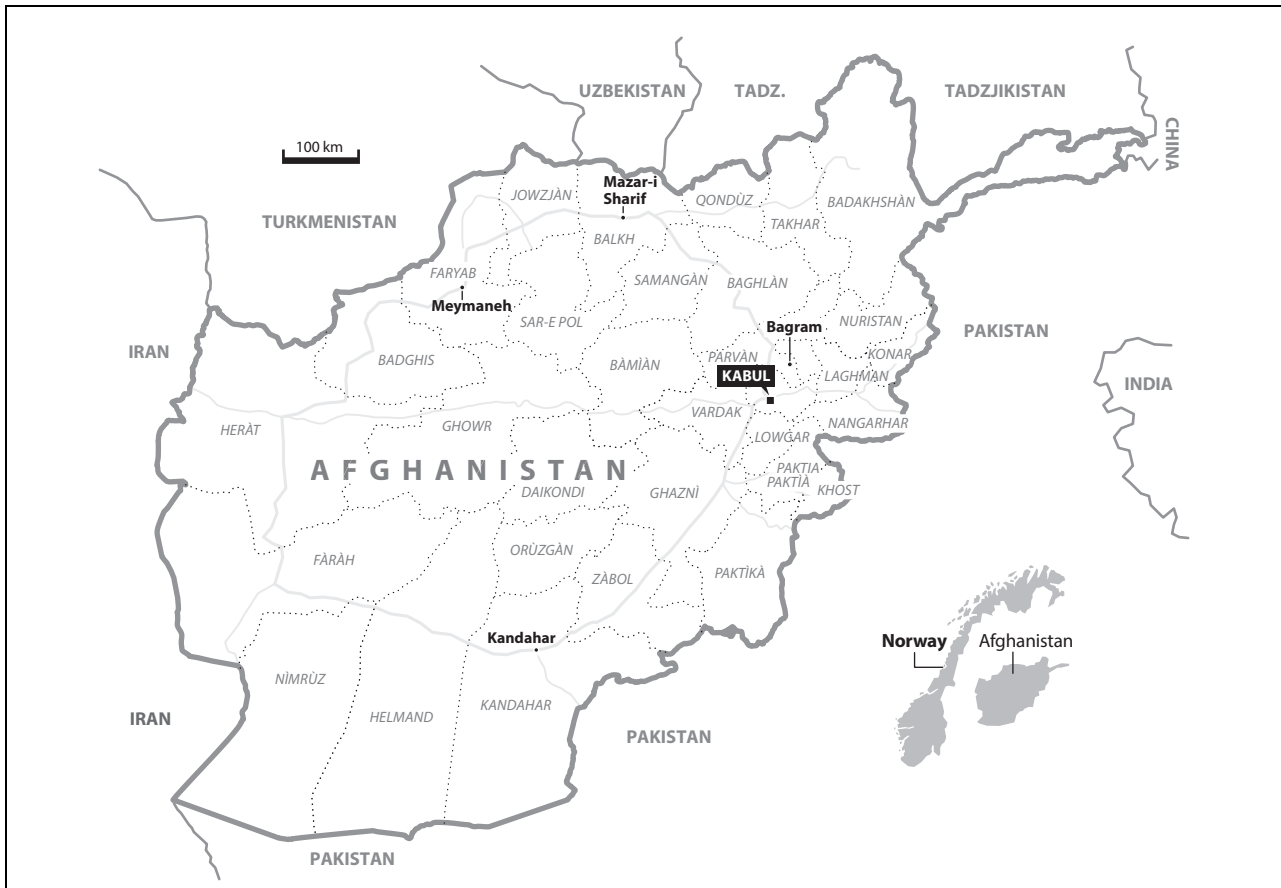 UZBEKISTAN
TADZ.
TADZJIKISTAN
CHINA
100 km
TURKMENISTAN
JOWZJÀN
Mazar-i
Sharif
QONDÙZ
BADAKHSHÀN
TAKHAR
BALKH
FARYAB
SAMANGÀN
BAGHLÀN
Meymaneh
SAR-E POL
Bagram
NURISTAN
PAKISTAN
IRAN
BADGHIS
BÀMÌÀN
PARVÀN
KONAR
KABUL
LAGHMAN
INDIA
HERÀT
GHOWR
VARDAK
NANGARHAR
LOWGAR
AFGHANISTAN
DAIKONDI
GHAZNÌ
PAKTIA
PAKTÌÀ
KHOST
FÀRÀH
ORÙZGÀN
ZÀBOL
PAKTÌKÀ
Kandahar
Norway
Afghanistan
NÌMRÙZ
HELMAND
KANDAHAR
IRAN
PAKISTAN
PAKISTAN